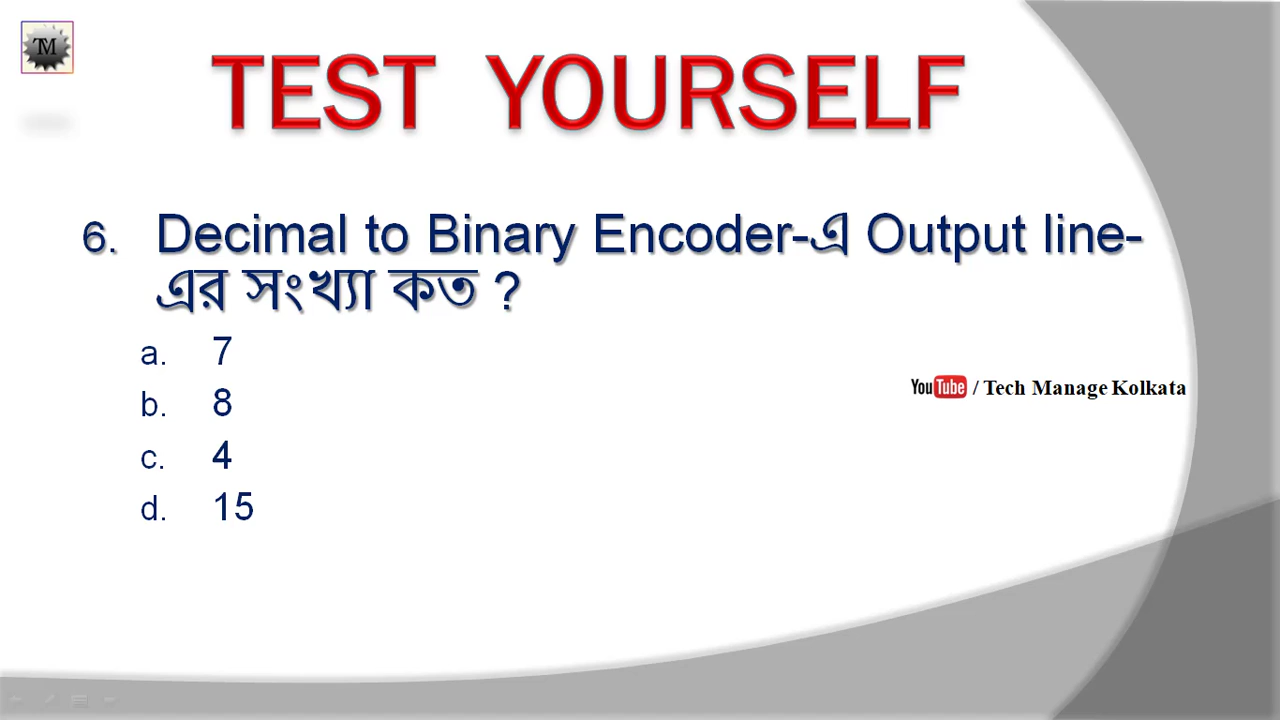 TM
TEST YOURSELF
6. Decimal to Binary Encoder-এ Output line-
এর সংখ্যা কত ?
a. 7
b. 8
c. 4
d. 15
YouTube / Tech Manage Kolkata